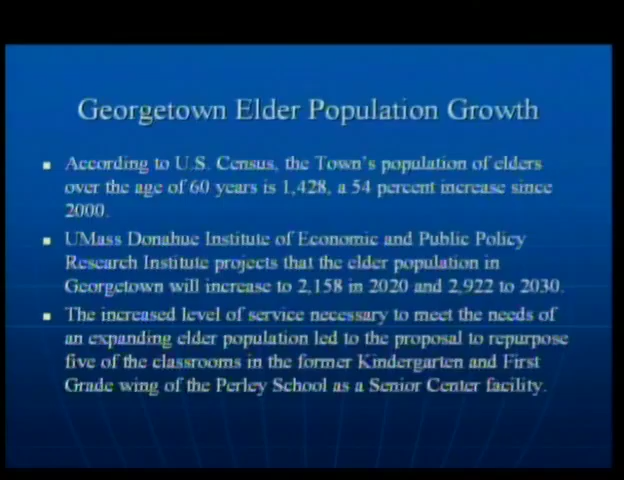 Georgetown Elder Population Growth
According to U.S. Census, the Town's population of elders
over the age of 60 years is 1,428, a 54 percent increase since
2000.
UMass Donahue Institute of Economic and Public Policy
Research Institute projects that the elder population in
Georgetown will increase to 2,158 in 2020 and 2,922 to 2030.
The increased level of service necessary to meet the needs of
an expanding elder population led to the proposal to repurpose
five of the classrooms in the former Kindergarten and First
Grade wing of the Perley School as a Senior Center facility.